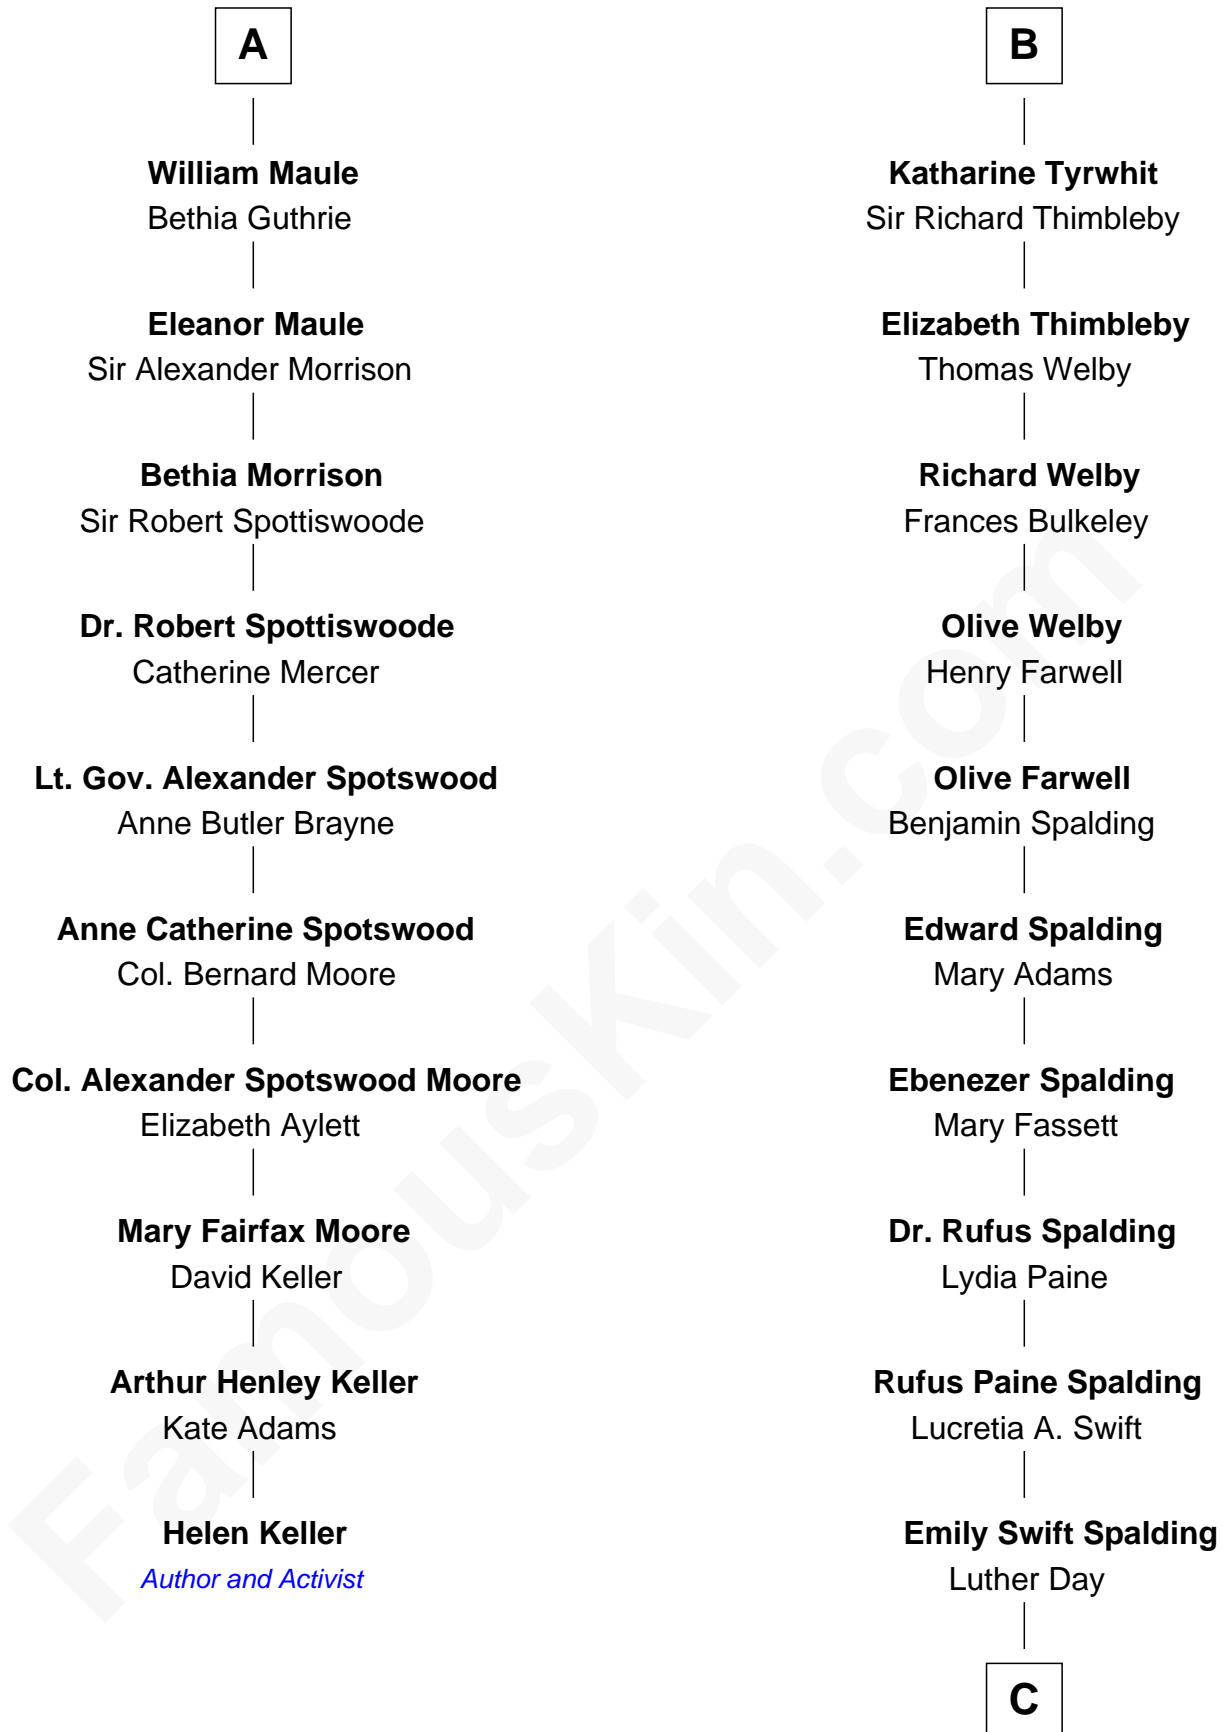 A
William Maule
Bethia Guthrie
Eleanor Maule
Sir Alexander Morrison
Bethia Morrison
Sir Robert Spottiswoode
Dr. Robert Spottiswoode
Catherine Mercer
Lt. Gov. Alexander Spotswood
Anne Butler Brayne
Anne Catherine Spotswood
Col. Bernard Moore
Col. Alexander Spotswood Moore
Elizabeth Aylett
Mary Fairfax Moore
David Keller
Arthur Henley Keller
Kate Adams
Helen Keller
Author and Activist
B
Katharine Tyrwhit
Sir Richard Thimbleby
Elizabeth Thimbleby
Thomas Welby
Richard Welby
Frances Bulkeley
Olive Welby
Henry Farwell
Olive Farwell
Benjamin Spalding
Edward Spalding
Mary Adams
Ebenezer Spalding
Mary Fassett
Dr. Rufus Spalding
Lydia Paine
Rufus Paine Spalding
Lucretia A. Swift
Emily Swift Spalding
Luther Day
C
FamousKin.com